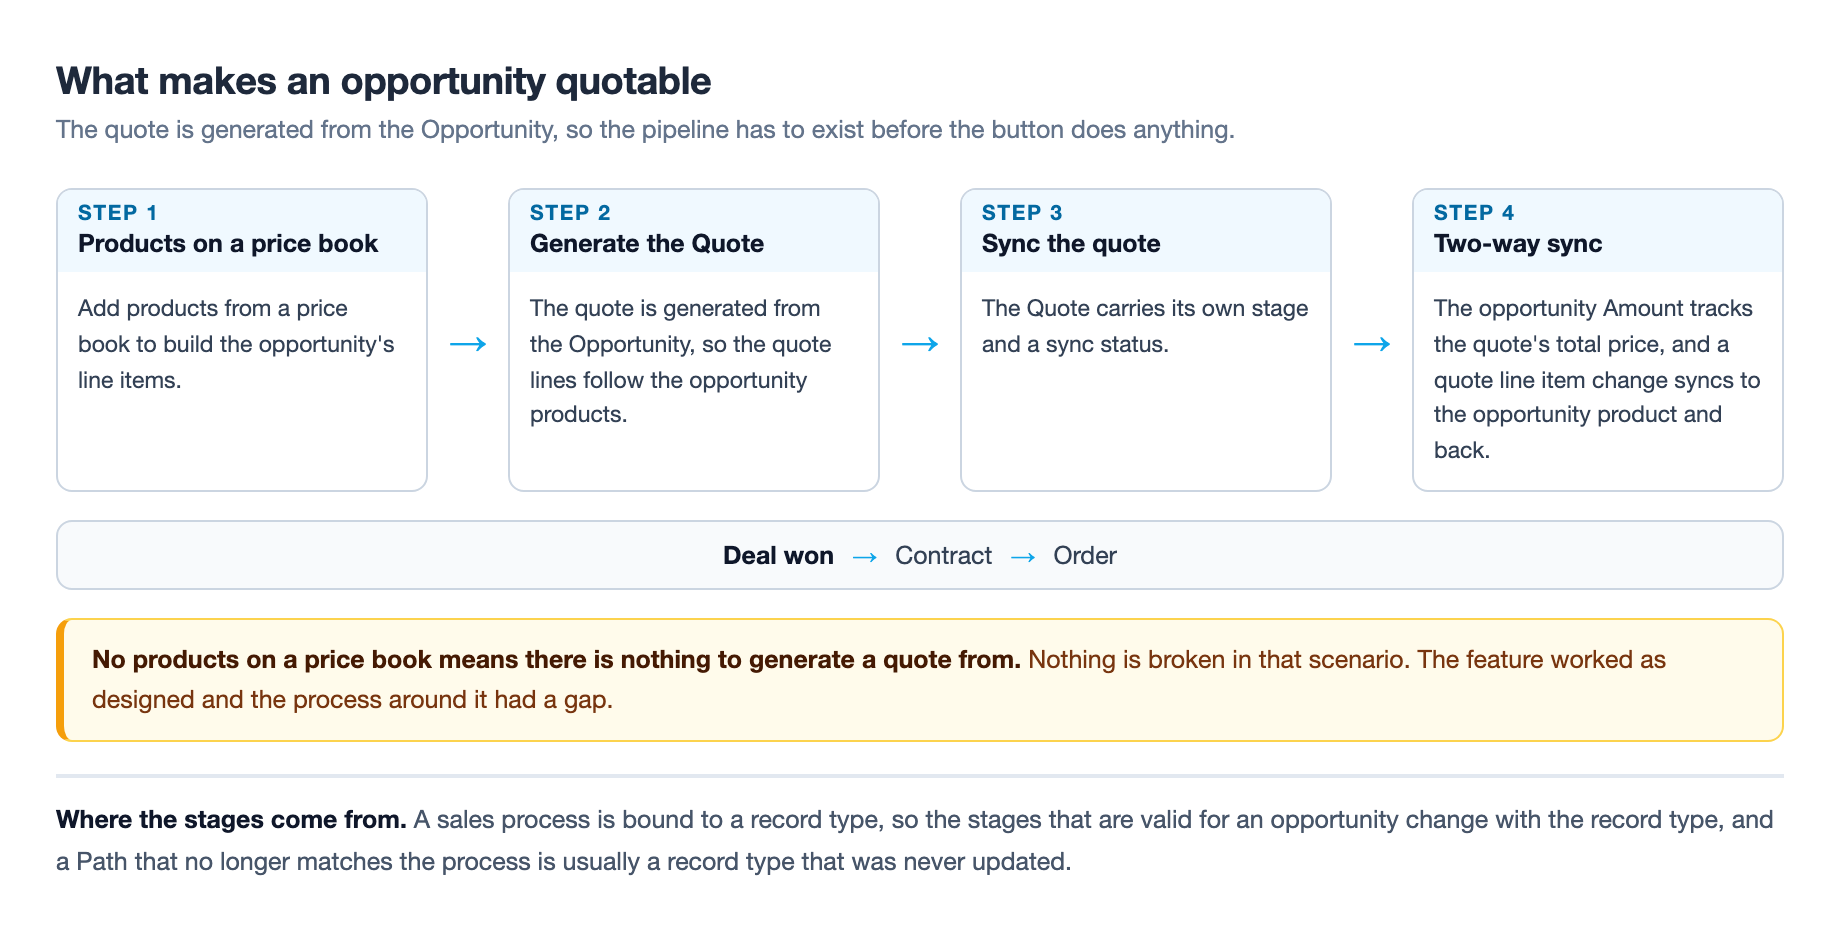 What makes an opportunity quotable
The quote is generated from the Opportunity, so the pipeline has to exist before the button does anything.
STEP 1
Products on a price book
Add products from a price
book to build the opportunity's
line items.
→
STEP 2
Generate the Quote
The quote is generated from
the Opportunity, so the quote
lines follow the opportunity
products.
→
STEP 3
Sync the quote
The Quote carries its own stage
and a sync status.
→
STEP 4
Two-way sync
The opportunity Amount tracks
the quote's total price, and a
quote line item change syncs to
the opportunity product and
back.
Deal won → Contract → Order
No products on a price book means there is nothing to generate a quote from. Nothing is broken in that scenario. The feature worked as
designed and the process around it had a gap.
Where the stages come from. A sales process is bound to a record type, so the stages that are valid for an opportunity change with the record type, and
a Path that no longer matches the process is usually a record type that was never updated.